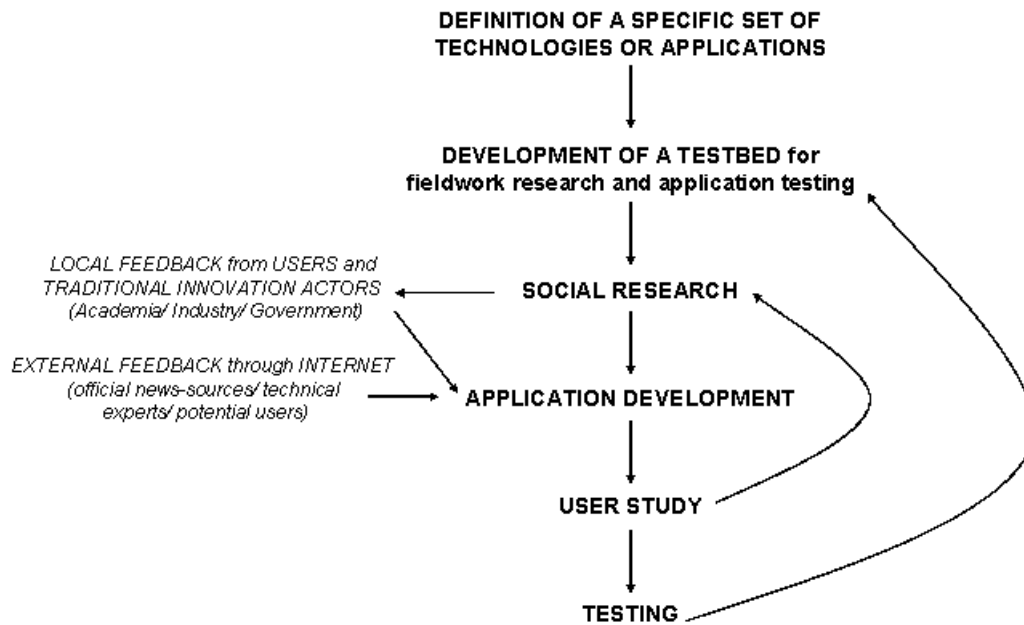 DEFINITION OF A SPECIFIC SET OF
TECHNOLOGIES OR APPLICATIONS
DEVELOPMENT OF A TESTBED for
fieldwork research and application testing
LOCAL FEEDBACK from USERS and
TRADITIONAL INNOVATION ACTORS
(Academia/ Industry/ Government)
SOCIAL RESEARCH
EXTERNAL FEEDBACK through INTERNET
(official news-sources/ technical
experts/ potential users)
APPLICATION DEVELOPMENT
USER STUDY
TESTING